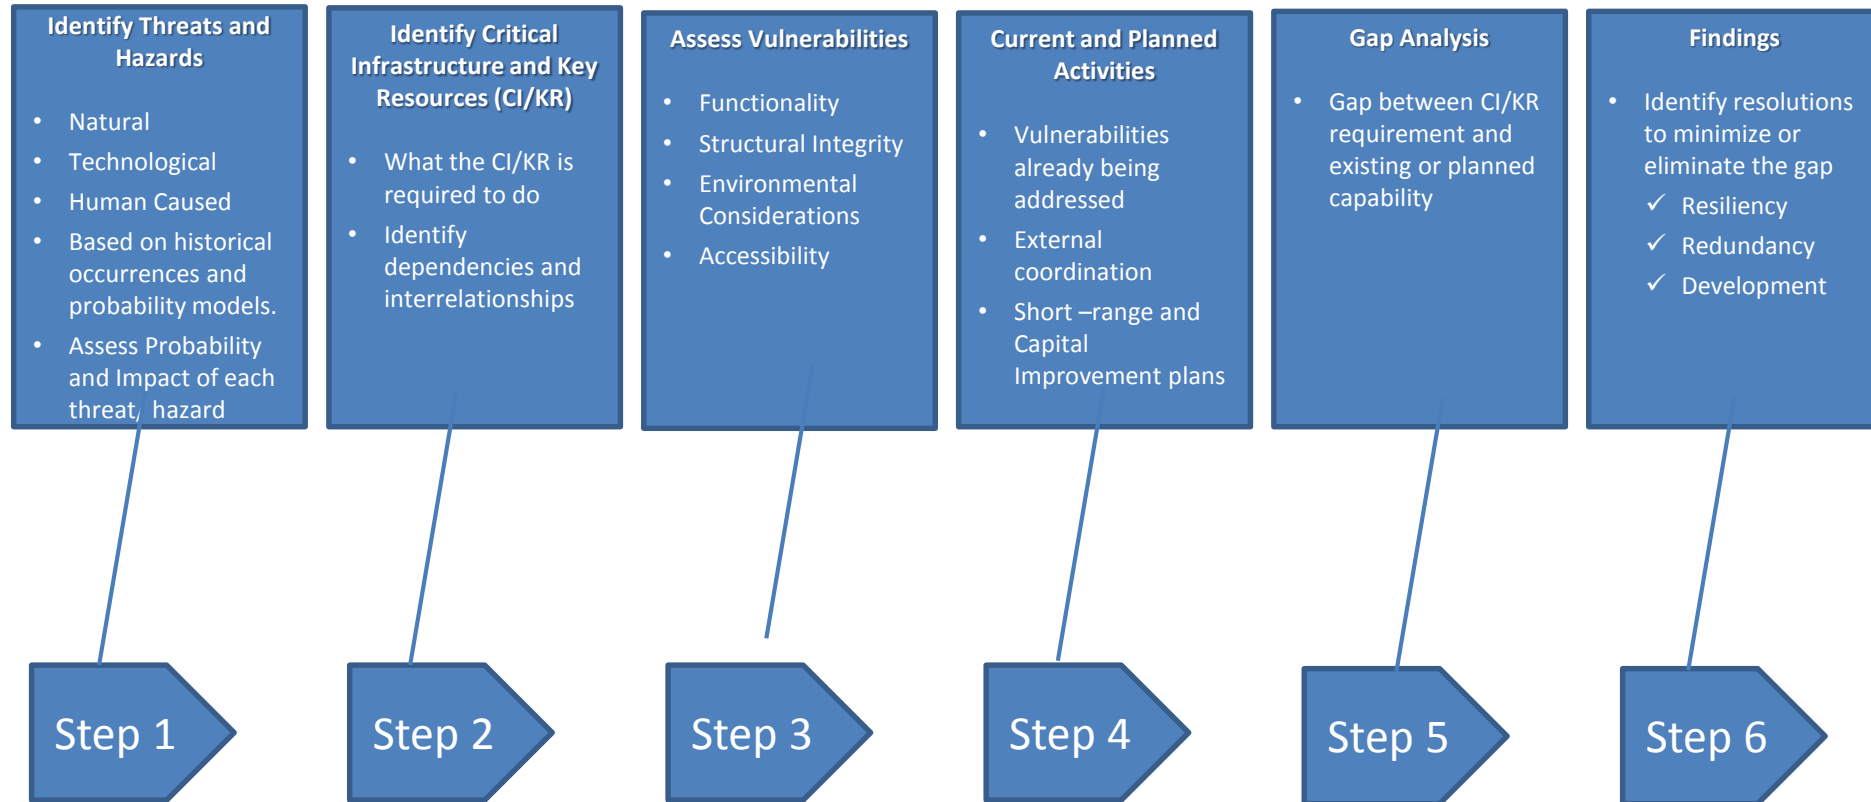 Identify Threats and
Hazards
• Natural
• Technological
• Human Caused
• Based on historical
occurrences and
probability models.
• Assess Probability
and Impact of each
threat/ hazard
Identify Critical
Infrastructure and Key
Resources (CI/KR)
• What the CI/KR is
required to do
• Identify
dependencies and
interrelationships
Assess Vulnerabilities
• Functionality
• Structural Integrity
• Environmental
Considerations
• Accessibility
Current and Planned
Activities
• Vulnerabilities
already being
addressed
• External
coordination
• Short –range and
Capital
Improvement plans
Gap Analysis
• Gap between CI/KR
requirement and
existing or planned
capability
Findings
• Identify resolutions
to minimize or
eliminate the gap
✓ Resiliency
✓ Redundancy
✓ Development
Step 1
Step 2
Step 3
Step 4
Step 5
Step 6